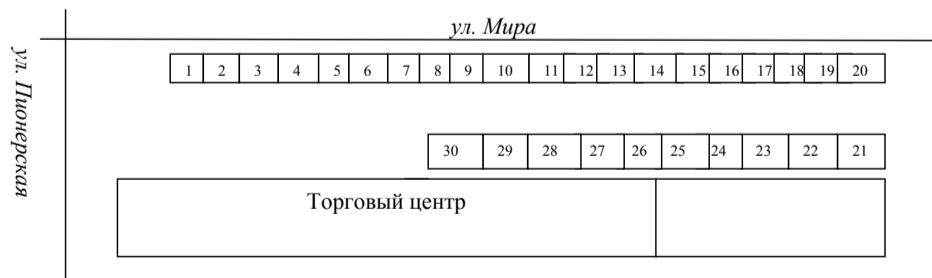 ул. Мира
ул. Пионерская
1 2 3 4 5 6 7 8 9 10 11 12 13 14 15 16 17 18 19 20
30 29 28 27 26 25 24 23 22 21
Торговый центр